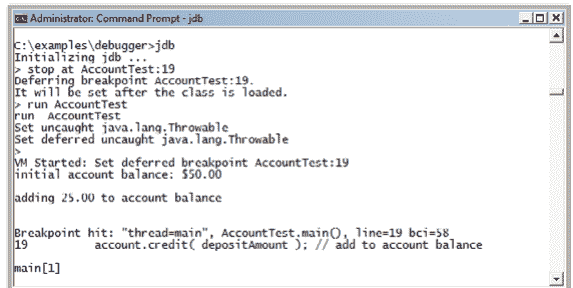 Administrator: Command Prompt - jdb
C:\examples\debugger>jdb
Initializing jdb ...
> stop at AccountTest:19
Deferring breakpoint AccountTest:19.
It will be set after the class is loaded.
> run AccountTest
run  AccountTest
Set uncaught java.lang.Throwable
Set deferred uncaught java.lang.Throwable
>
VM Started: Set deferred breakpoint AccountTest:19
initial account balance: $50.00
adding 25.00 to account balance
Breakpoint hit: "thread=main", AccountTest.main(), line=19 bci=58
19          account.credit( depositAmount ); // add to account balance
main[1]